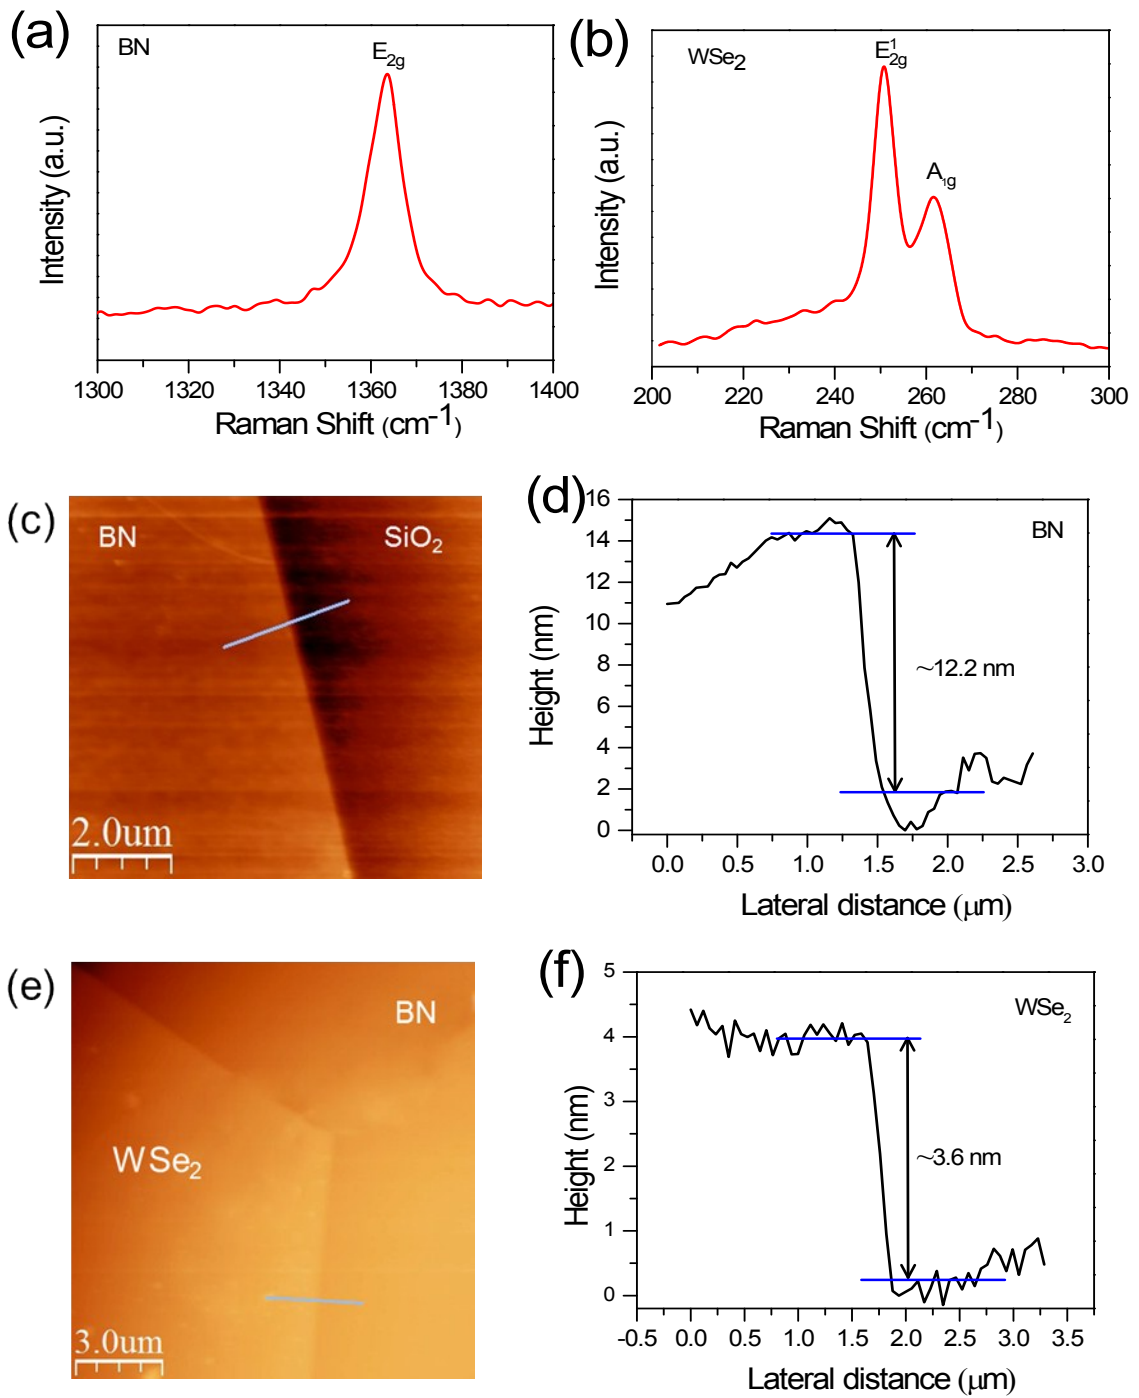 (a)
BN
E2g
Intensity (a.u.)
1300 1320 1340 1360 1380 1400
Raman Shift (cm-1)
(b)
WSe2
E¹2g
A1g
Intensity (a.u.)
200 220 240 260 280 300
Raman Shift (cm-1)
(c)
BN
SiO2
2.0um
(d)
BN
16
14
12
10
8
6
4
2
0
Height (nm)
~12.2 nm
0.0 0.5 1.0 1.5 2.0 2.5 3.0
Lateral distance (μm)
(e)
BN
WSe2
3.0um
(f)
WSe2
5
4
3
2
1
0
Height (nm)
~3.6 nm
-0.5 0.0 0.5 1.0 1.5 2.0 2.5 3.0 3.5
Lateral distance (μm)